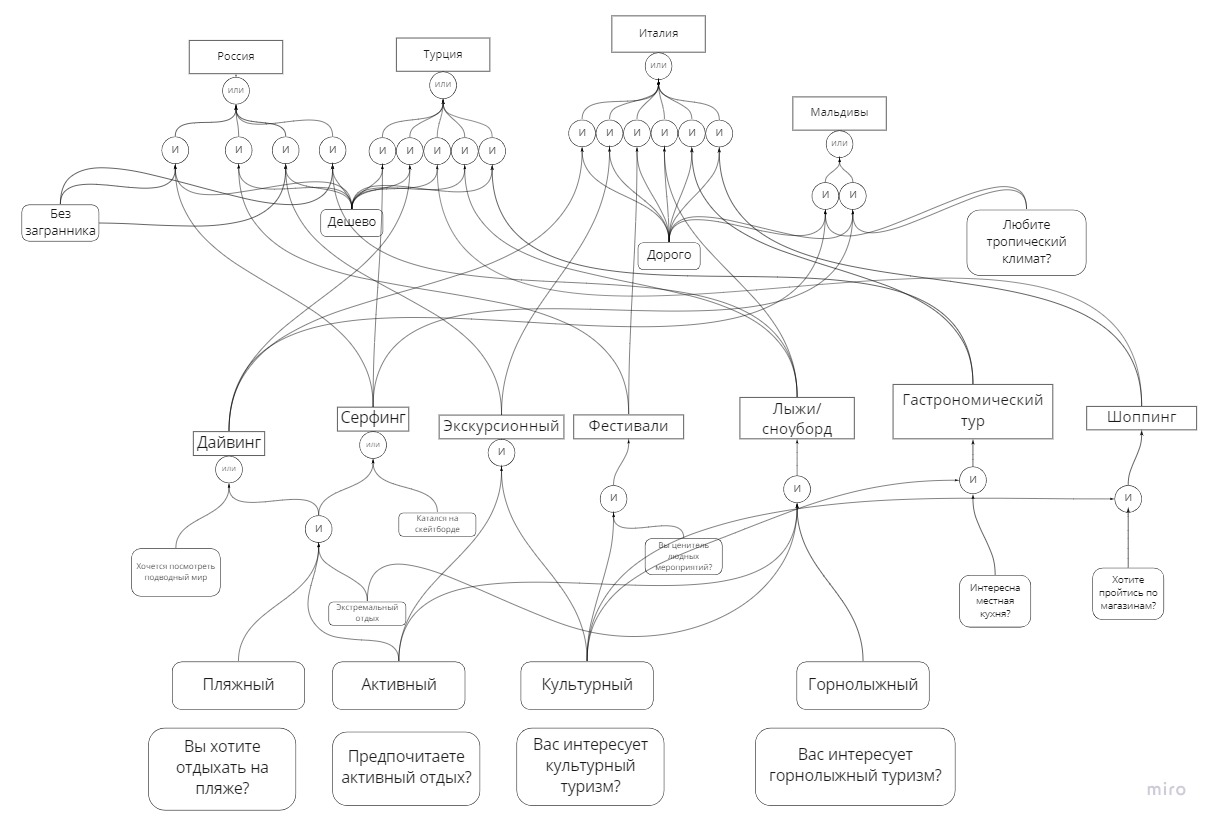 Италия
Россия
Турция
ИЛИ
ИЛИ
ИЛИ
Мальдивы
И
И
И
И
И
И
ИЛИ
И
И
И
И
И
И
И
И
И
И
И
Без
загранника
Дешево
Любите
тропический
климат?
Дорого
Дайвинг
Серфинг
Экскурсионный
Фестивали
Лыжи/
сноуборд
Гастрономический
тур
Шоппинг
ИЛИ
ИЛИ
И
И
И
И
И
И
Катался на
скейтборде
Хочется посмотреть
подводный мир
Вы ценитель
людных
мероприятий?
Экстремальный
отдых
Интересна
местная
кухня?
Хотите
пройтись по
магазинам?
Пляжный
Активный
Культурный
Горнолыжный
Вы хотите
отдыхать на
пляже?
Предпочитаете
активный отдых?
Вас интересует
культурный
туризм?
Вас интересует
горнолыжный туризм?
miro